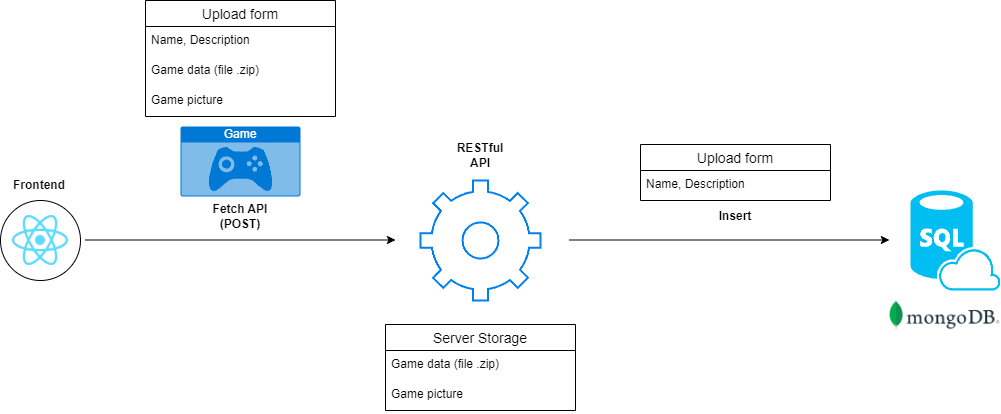 Upload form
Name, Description
Game data (file .zip)
Game picture
Game
Frontend
Fetch API
(POST)
RESTful
API
Upload form
Name, Description
Insert
SQL
mongoDB®
Server Storage
Game data (file .zip)
Game picture